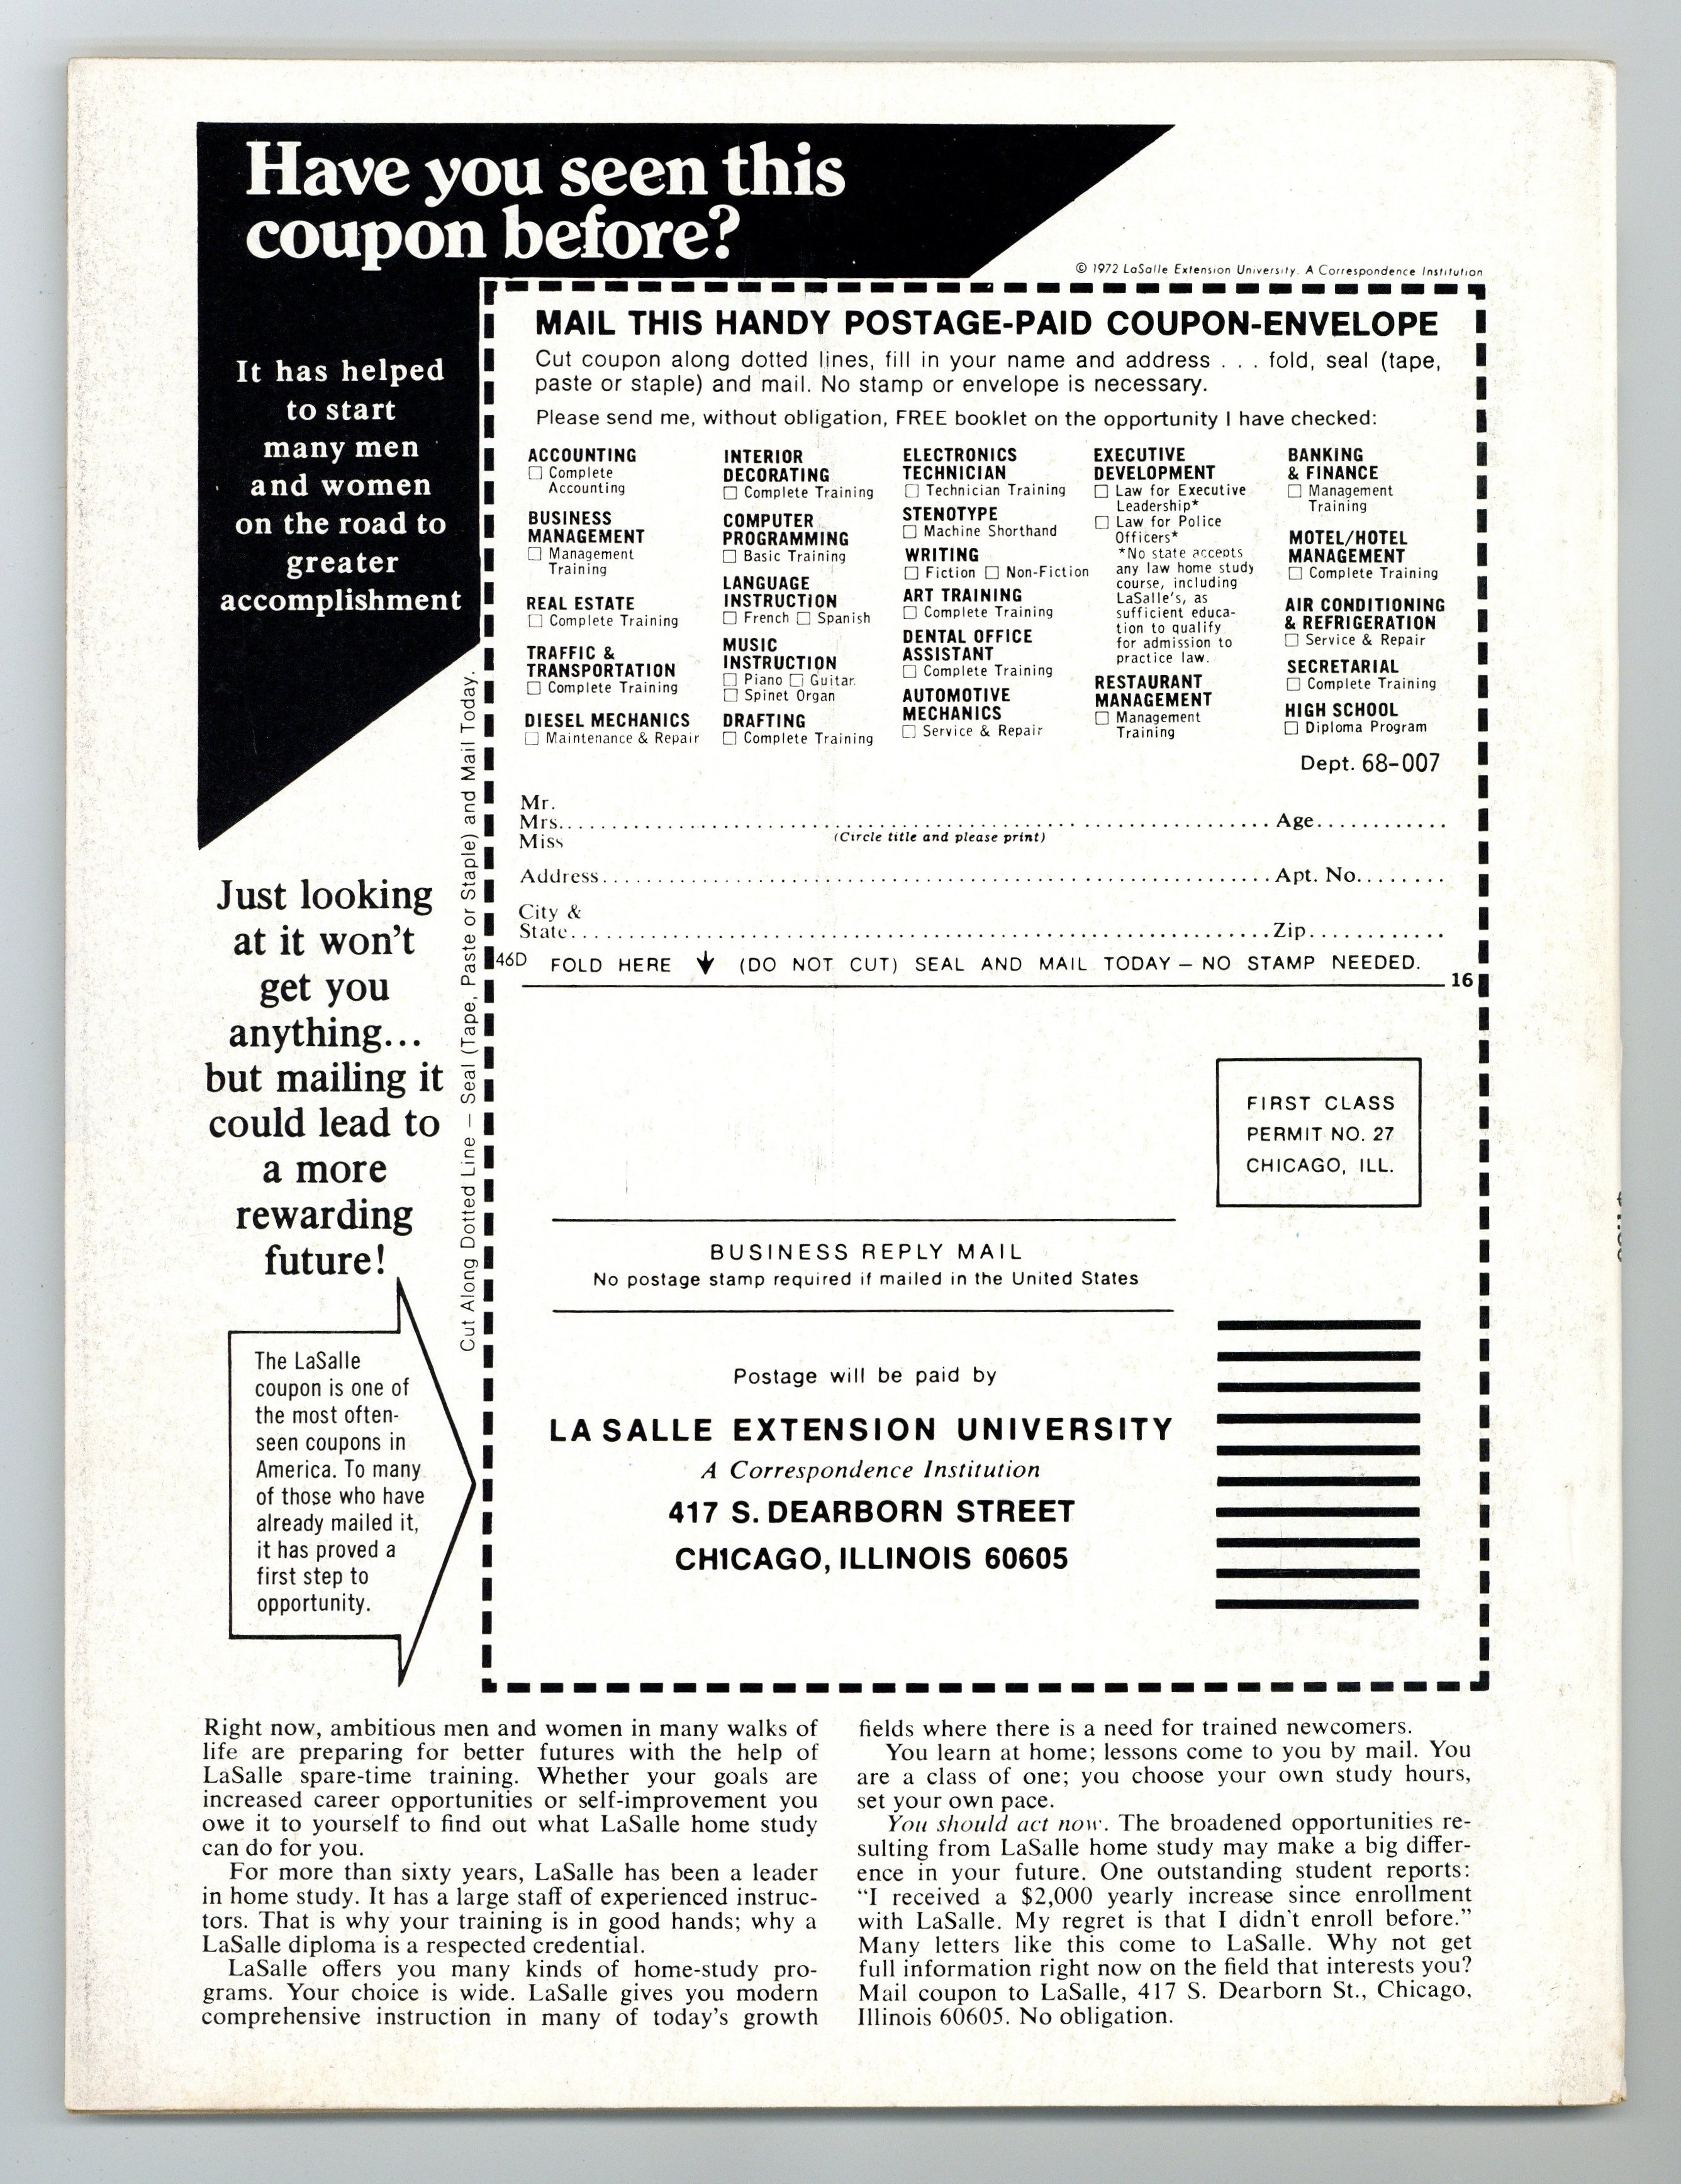 Have you seen this
coupon before?
© 1972 LaSalle Extension University. A Correspondence Institution
It has helped
to start
many men
and women
on the road to
greater
accomplishment
Just looking
at it won't
get you
anything...
but mailing it
could lead to
a more
rewarding
future!
The LaSalle
coupon is one of
the most often-
seen coupons in
America. To many
of those who have
already mailed it,
it has proved a
first step to
opportunity.
Cut Along Dotted Line — Seal (Tape, Paste or Staple) and Mail Today.
MAIL THIS HANDY POSTAGE-PAID COUPON-ENVELOPE
Cut coupon along dotted lines, fill in your name and address . . . fold, seal (tape,
paste or staple) and mail. No stamp or envelope is necessary.
Please send me, without obligation, FREE booklet on the opportunity I have checked:
ACCOUNTING
☐ Complete
Accounting
BUSINESS
MANAGEMENT
☐ Management
Training
REAL ESTATE
☐ Complete Training
TRAFFIC &
TRANSPORTATION
☐ Complete Training
DIESEL MECHANICS
☐ Maintenance & Repair
INTERIOR
DECORATING
☐ Complete Training
COMPUTER
PROGRAMMING
☐ Basic Training
LANGUAGE
INSTRUCTION
☐ French ☐ Spanish
MUSIC
INSTRUCTION
☐ Piano ☐ Guitar
☐ Spinet Organ
DRAFTING
☐ Complete Training
ELECTRONICS
TECHNICIAN
☐ Technician Training
STENOTYPE
☐ Machine Shorthand
WRITING
☐ Fiction ☐ Non-Fiction
ART TRAINING
☐ Complete Training
DENTAL OFFICE
ASSISTANT
☐ Complete Training
AUTOMOTIVE
MECHANICS
☐ Service & Repair
EXECUTIVE
DEVELOPMENT
☐ Law for Executive
Leadership*
☐ Law for Police
Officers*
*No state accepts
any law home study
course, including
LaSalle's, as
sufficient educa-
tion to qualify
for admission to
practice law.
RESTAURANT
MANAGEMENT
☐ Management
Training
BANKING
& FINANCE
☐ Management
Training
MOTEL/HOTEL
MANAGEMENT
☐ Complete Training
AIR CONDITIONING
& REFRIGERATION
☐ Service & Repair
SECRETARIAL
☐ Complete Training
HIGH SCHOOL
☐ Diploma Program
Dept. 68-007
Mr.
Mrs. Age
Miss (Circle title and please print)
Address Apt. No.
City &
State Zip
46D FOLD HERE ↓ (DO NOT CUT) SEAL AND MAIL TODAY — NO STAMP NEEDED.
16
FIRST CLASS
PERMIT NO. 27
CHICAGO, ILL.
BUSINESS REPLY MAIL
No postage stamp required if mailed in the United States
Postage will be paid by
LA SALLE EXTENSION UNIVERSITY
A Correspondence Institution
417 S. DEARBORN STREET
CHICAGO, ILLINOIS 60605
Right now, ambitious men and women in many walks of
life are preparing for better futures with the help of
LaSalle spare-time training. Whether your goals are
increased career opportunities or self-improvement you
owe it to yourself to find out what LaSalle home study
can do for you.
For more than sixty years, LaSalle has been a leader
in home study. It has a large staff of experienced instruc-
tors. That is why your training is in good hands; why a
LaSalle diploma is a respected credential.
LaSalle offers you many kinds of home-study pro-
grams. Your choice is wide. LaSalle gives you modern
comprehensive instruction in many of today's growth
fields where there is a need for trained newcomers.
You learn at home; lessons come to you by mail. You
are a class of one; you choose your own study hours,
set your own pace.
You should act now. The broadened opportunities re-
sulting from LaSalle home study may make a big differ-
ence in your future. One outstanding student reports:
“I received a $2,000 yearly increase since enrollment
with LaSalle. My regret is that I didn't enroll before.”
Many letters like this come to LaSalle. Why not get
full information right now on the field that interests you?
Mail coupon to LaSalle, 417 S. Dearborn St., Chicago,
Illinois 60605. No obligation.